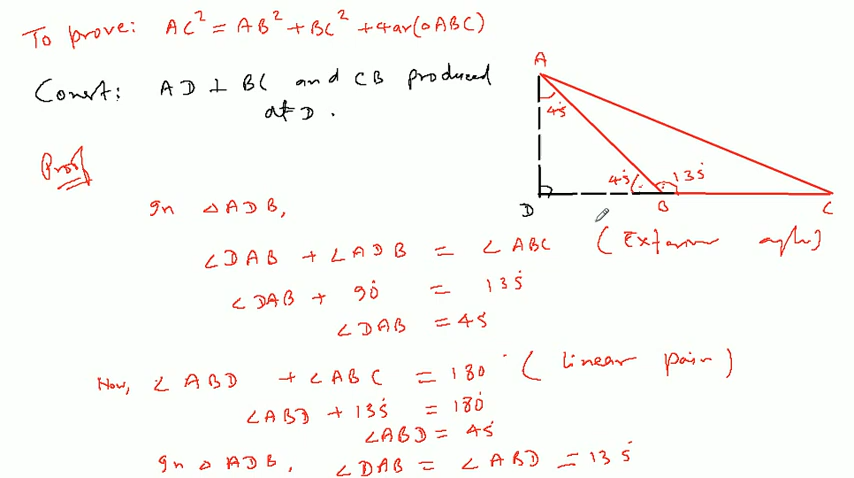 To prove: AC² = AB² + BC² + 4ar(△ABC)
Const: AD ⊥ BC and CB produced
at D.
Proof
In △ADB,
∠DAB + ∠ADB = ∠ABC (Exterior angle)
∠DAB + 90° = 135°
∠DAB = 45
Now, ∠ABD + ∠ABC = 180 (linear pair)
∠ABD + 135° = 180°
∠ABD = 45
In △ADB, ∠DAB = ∠ABD = 135°
A
45°
45° 135°
D B C